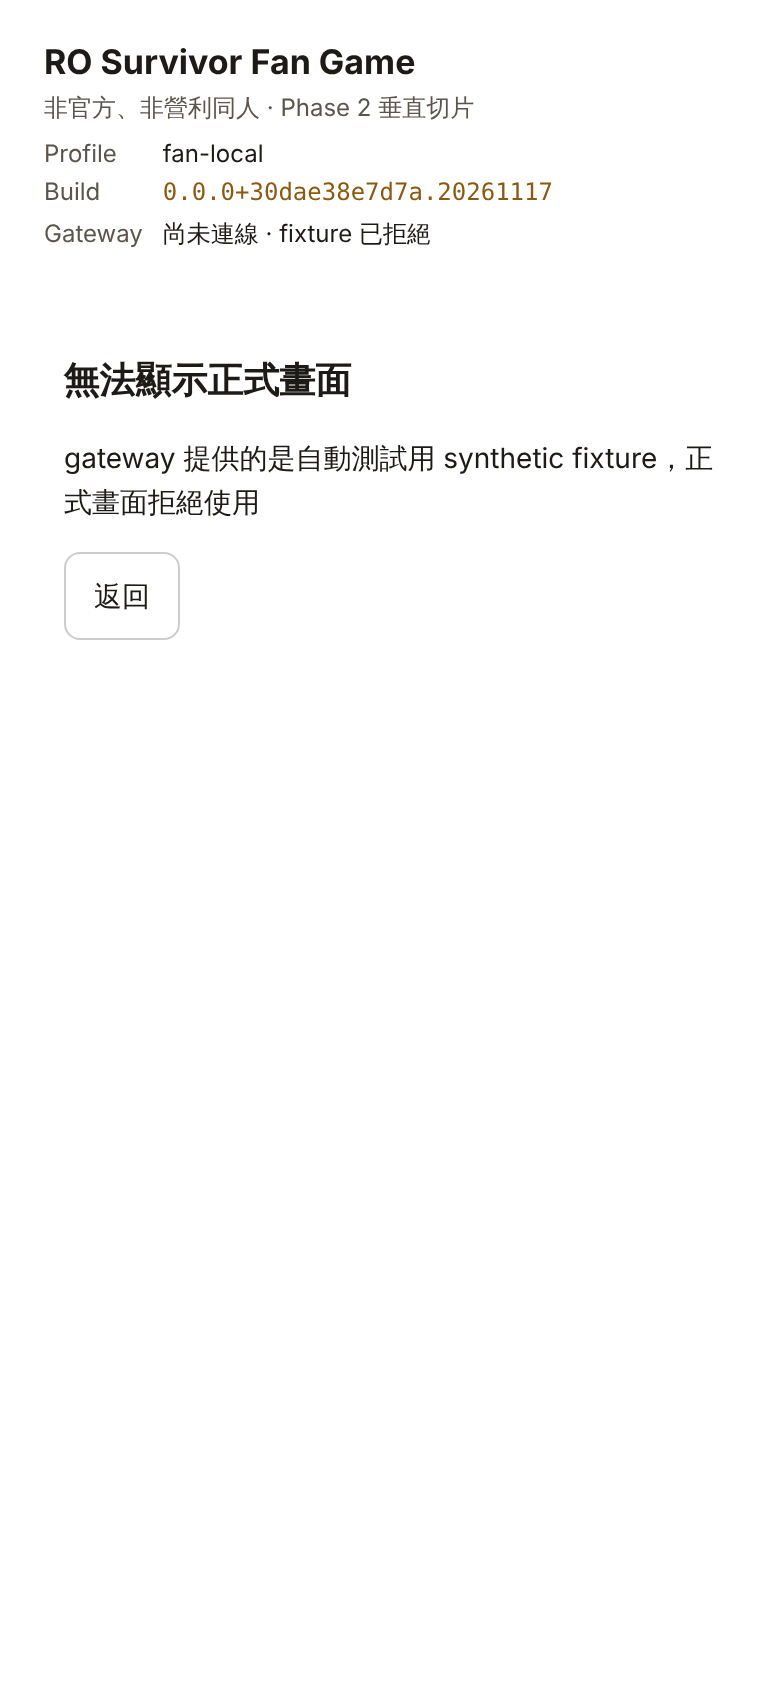 RO Survivor Fan Game
非官方、非營利同人 · Phase 2 垂直切片
Profile fan-local
Build 0.0.0+30dae38e7d7a.20261117
Gateway 尚未連線 · fixture 已拒絕
無法顯示正式畫面
gateway 提供的是自動測試用 synthetic fixture，正
式畫面拒絕使用
返回